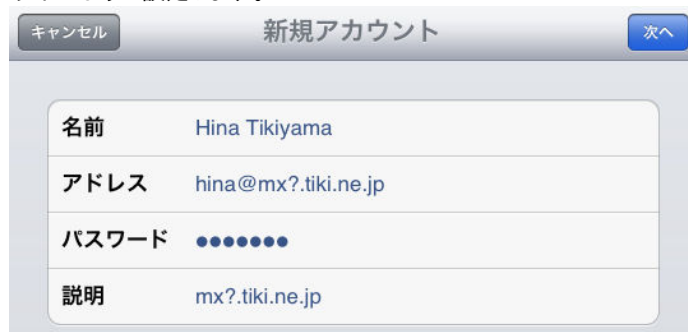 キャンセル 新規アカウント 次へ
名前 Hina Tikiyama
アドレス hina@mx?.tiki.ne.jp
パスワード ●●●●●●●
説明 mx?.tiki.ne.jp